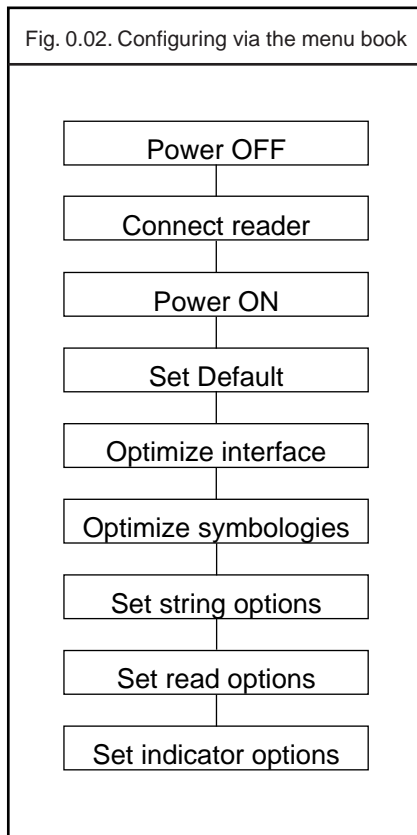 Fig. 0.02. Configuring via the menu book
Power OFF
Connect reader
Power ON
Set Default
Optimize interface
Optimize symbologies
Set string options
Set read options
Set indicator options